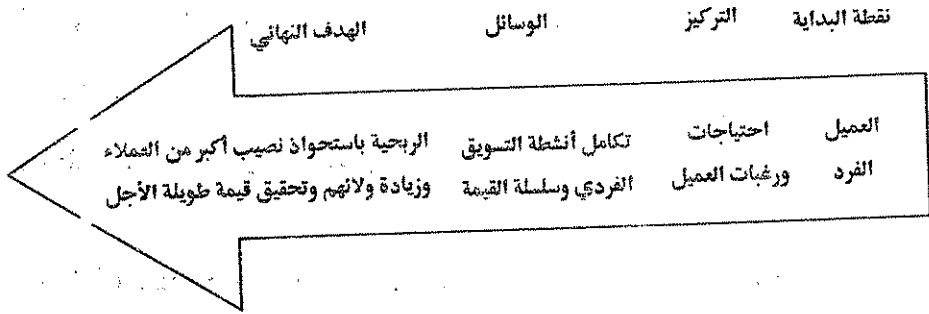 نقطة البداية التركيز الوسائل الهدف النهائي
العميل احتياجات تكامل أنشطة التسويق الربحية باستحواذ نصيب أكبر من العملاء
الفرد ورغبات العميل الفردي وسلسلة القيمة وزيادة ولائهم وتحقيق قيمة طويلة الأجل